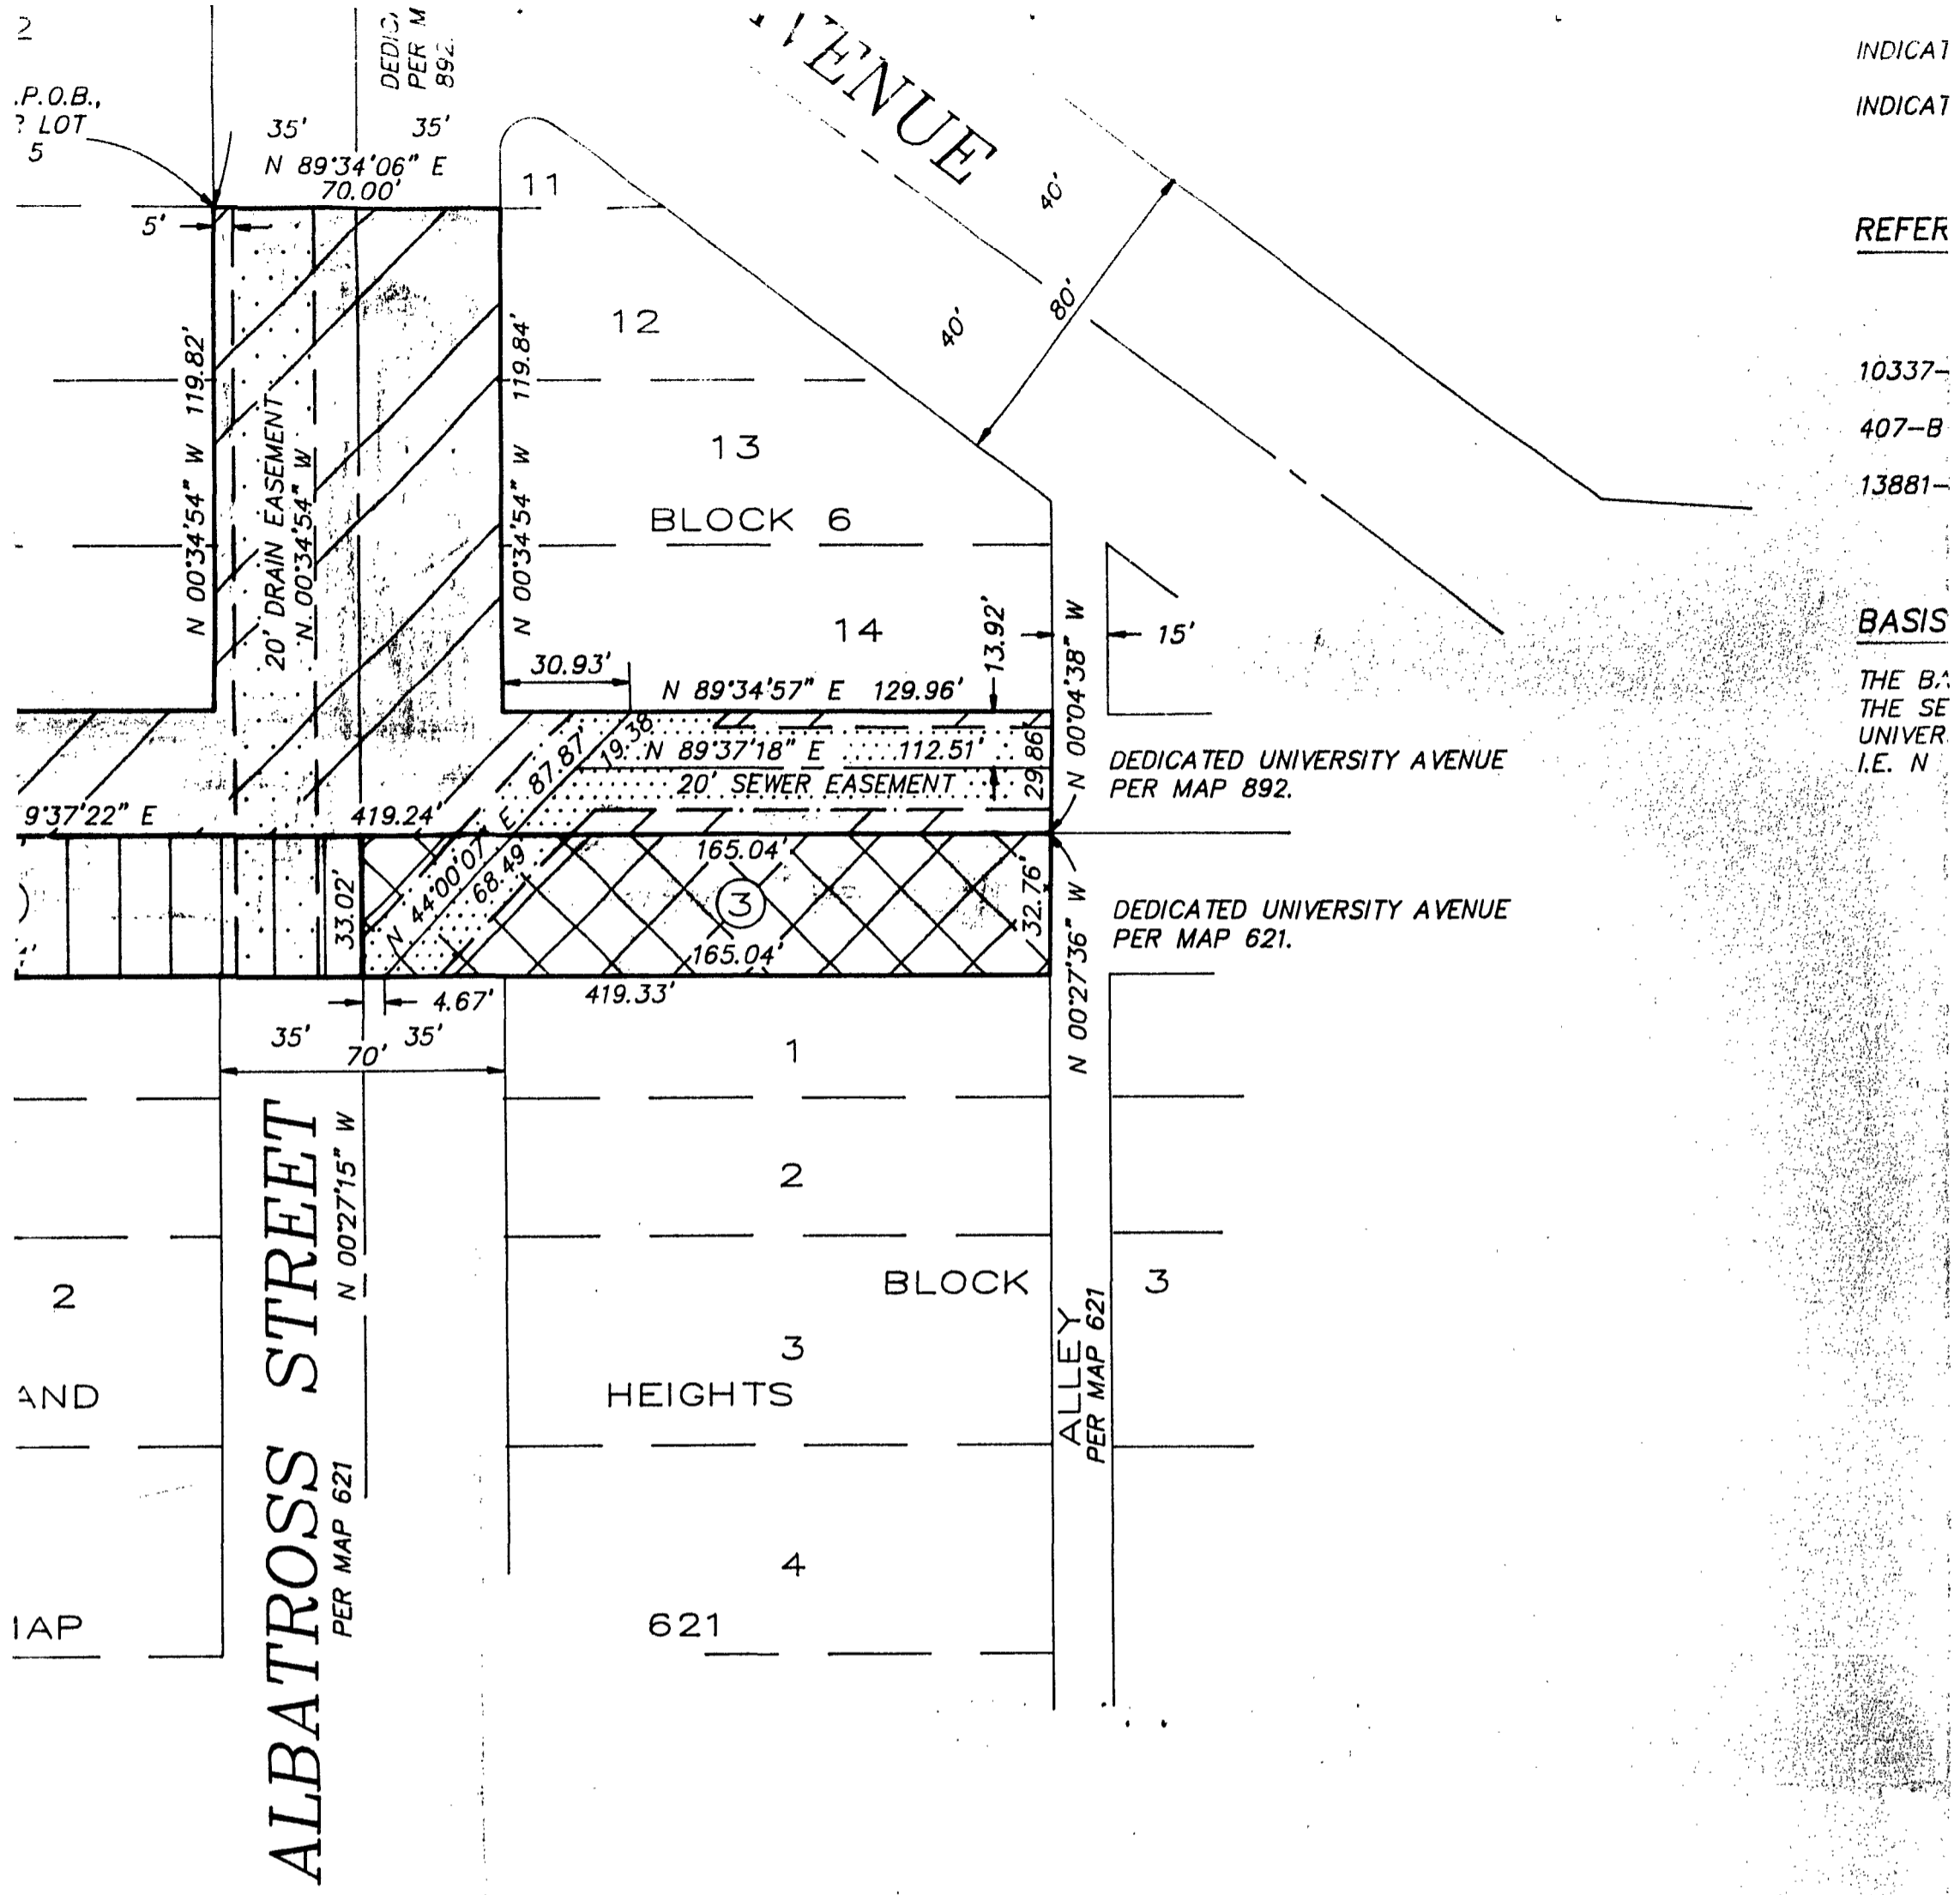 2
DEDIC
PER M
892.
VENUE
INDICAT
INDICAT
.P.O.B.,
? LOT
5
35' 35'
N 89°34'06" E
70.00'
11
5'
40'
40'
80'
REFER
12
N 00°34'54" W 119.82'
20' DRAIN EASEMENT
N 00°34'54" W
N 00°34'54" W 119.84'
13
BLOCK 6
10337-
407-B
13881-
14
30.93'
13.92'
15'
N 00°04'38" W
BASIS
N 89°34'57" E 129.96'
THE BA
THE SE
UNIVER
I.E. N
87.87'
19.38
N 89°37'18" E 112.51'
20' SEWER EASEMENT
29.86'
DEDICATED UNIVERSITY AVENUE
PER MAP 892.
9°37'22" E 419.24'
33.02'
N 44°00'07" E
68.49'
165.04'
3
165.04'
32.76'
N 00°27'36" W
DEDICATED UNIVERSITY AVENUE
PER MAP 621.
4.67'
419.33'
35' 35'
70'
1
ALBATROSS STREET
PER MAP 621
N 00°27'15" W
2
2
BLOCK 3
3
AND
HEIGHTS
ALLEY
PER MAP 621
4
IAP
621